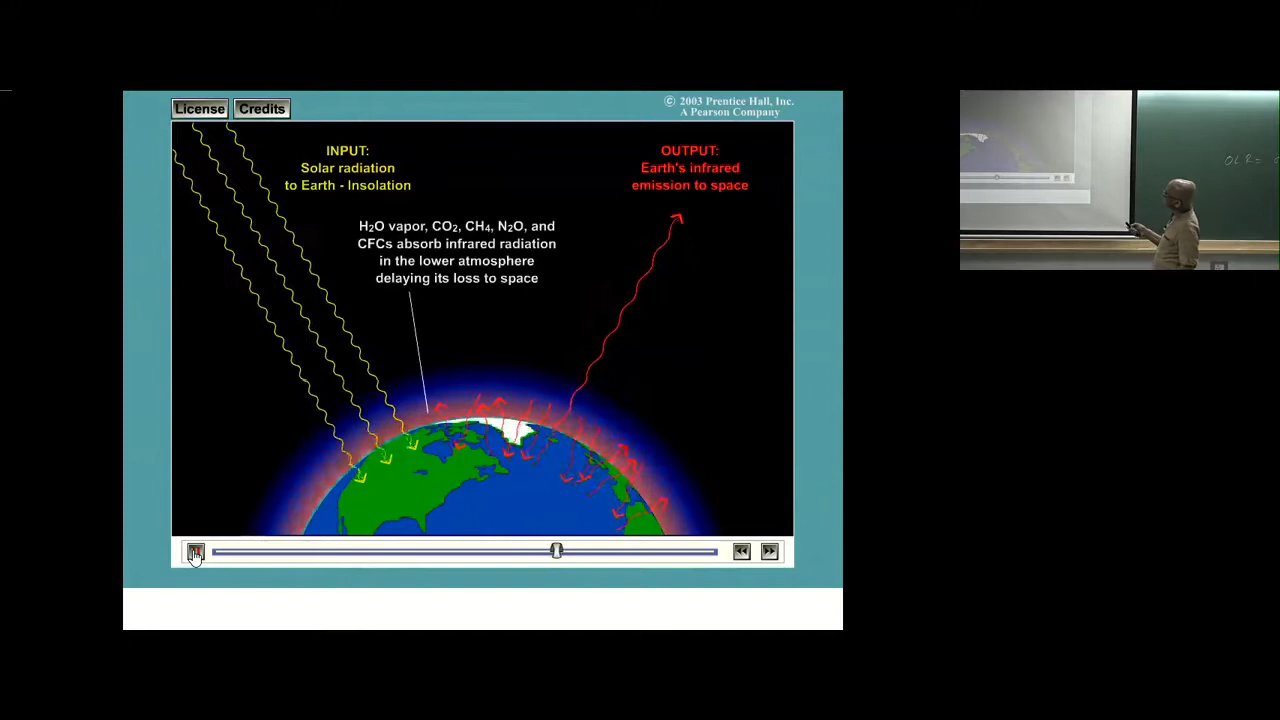 License Credits
© 2003 Prentice Hall, Inc.
A Pearson Company
INPUT:
Solar radiation
to Earth - Insolation
OUTPUT:
Earth's infrared
emission to space
H₂O vapor, CO₂, CH₄, N₂O, and
CFCs absorb infrared radiation
in the lower atmosphere
delaying its loss to space
OLR =